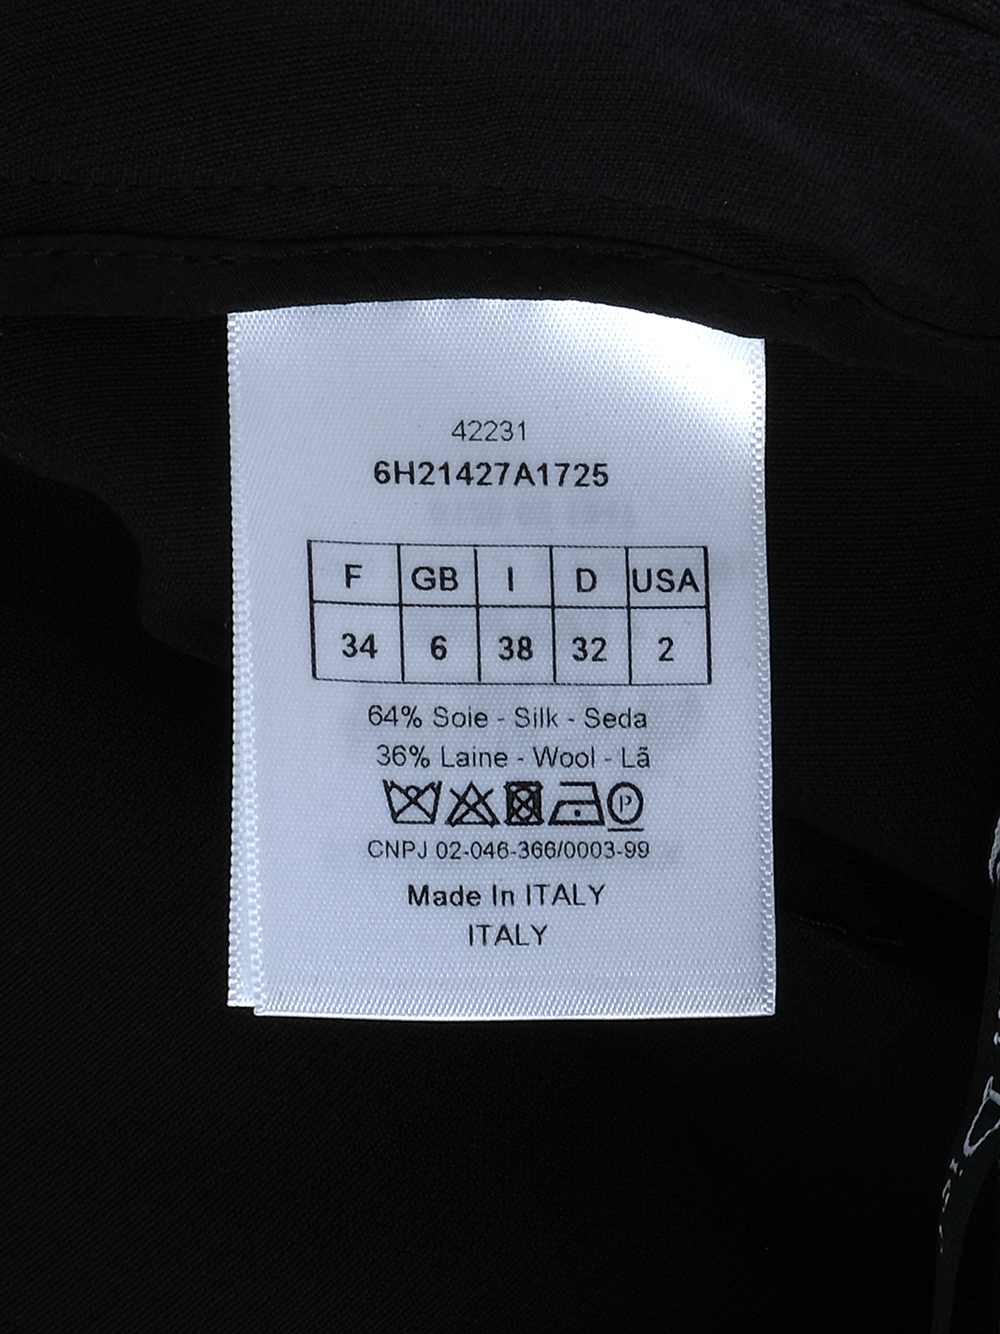 42231
6H21427A1725
F GB I D USA
34 6 38 32 2
64% Soie - Silk - Seda
36% Laine - Wool - Lã
P
CNPJ 02-046-366/0003-99
Made In ITALY
ITALY